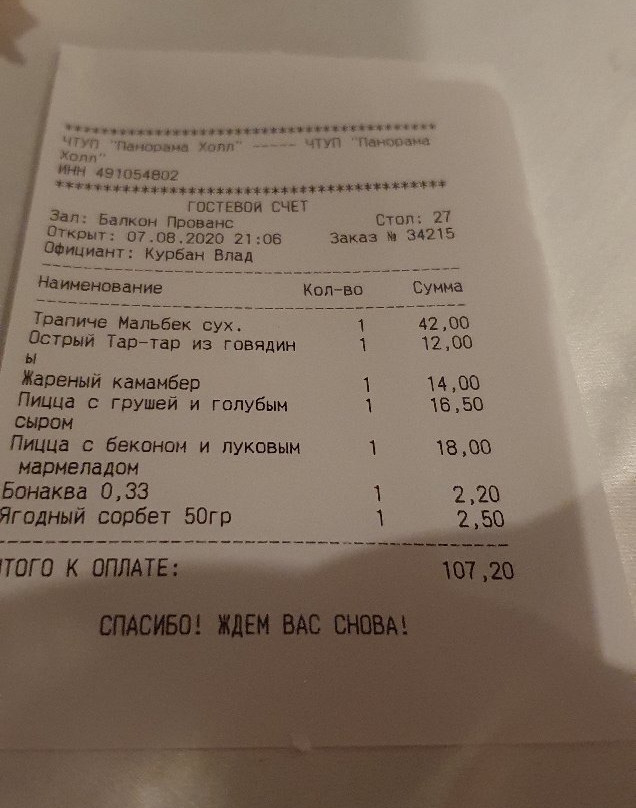 ************************************************
ЧТУП "Панорама Холл" ----- ЧТУП "Панорама
Холл"
ИНН 491054802
************************************************
ГОСТЕВОЙ СЧЕТ
Зал: Балкон Прованс Стол: 27
Открыт: 07.08.2020 21:06 Заказ № 34215
Официант: Курбан Влад
Наименование Кол-во Сумма
Трапиче Мальбек сух. 1 42,00
Острый Тар-тар из говядин 1 12,00
ы
Жареный камамбер 1 14,00
Пицца с грушей и голубым 1 16,50
сыром
Пицца с беконом и луковым 1 18,00
мармеладом
Бонаква 0,33 1 2,20
Ягодный сорбет 50гр 1 2,50
ИТОГО К ОПЛАТЕ: 107,20
СПАСИБО! ЖДЕМ ВАС СНОВА!